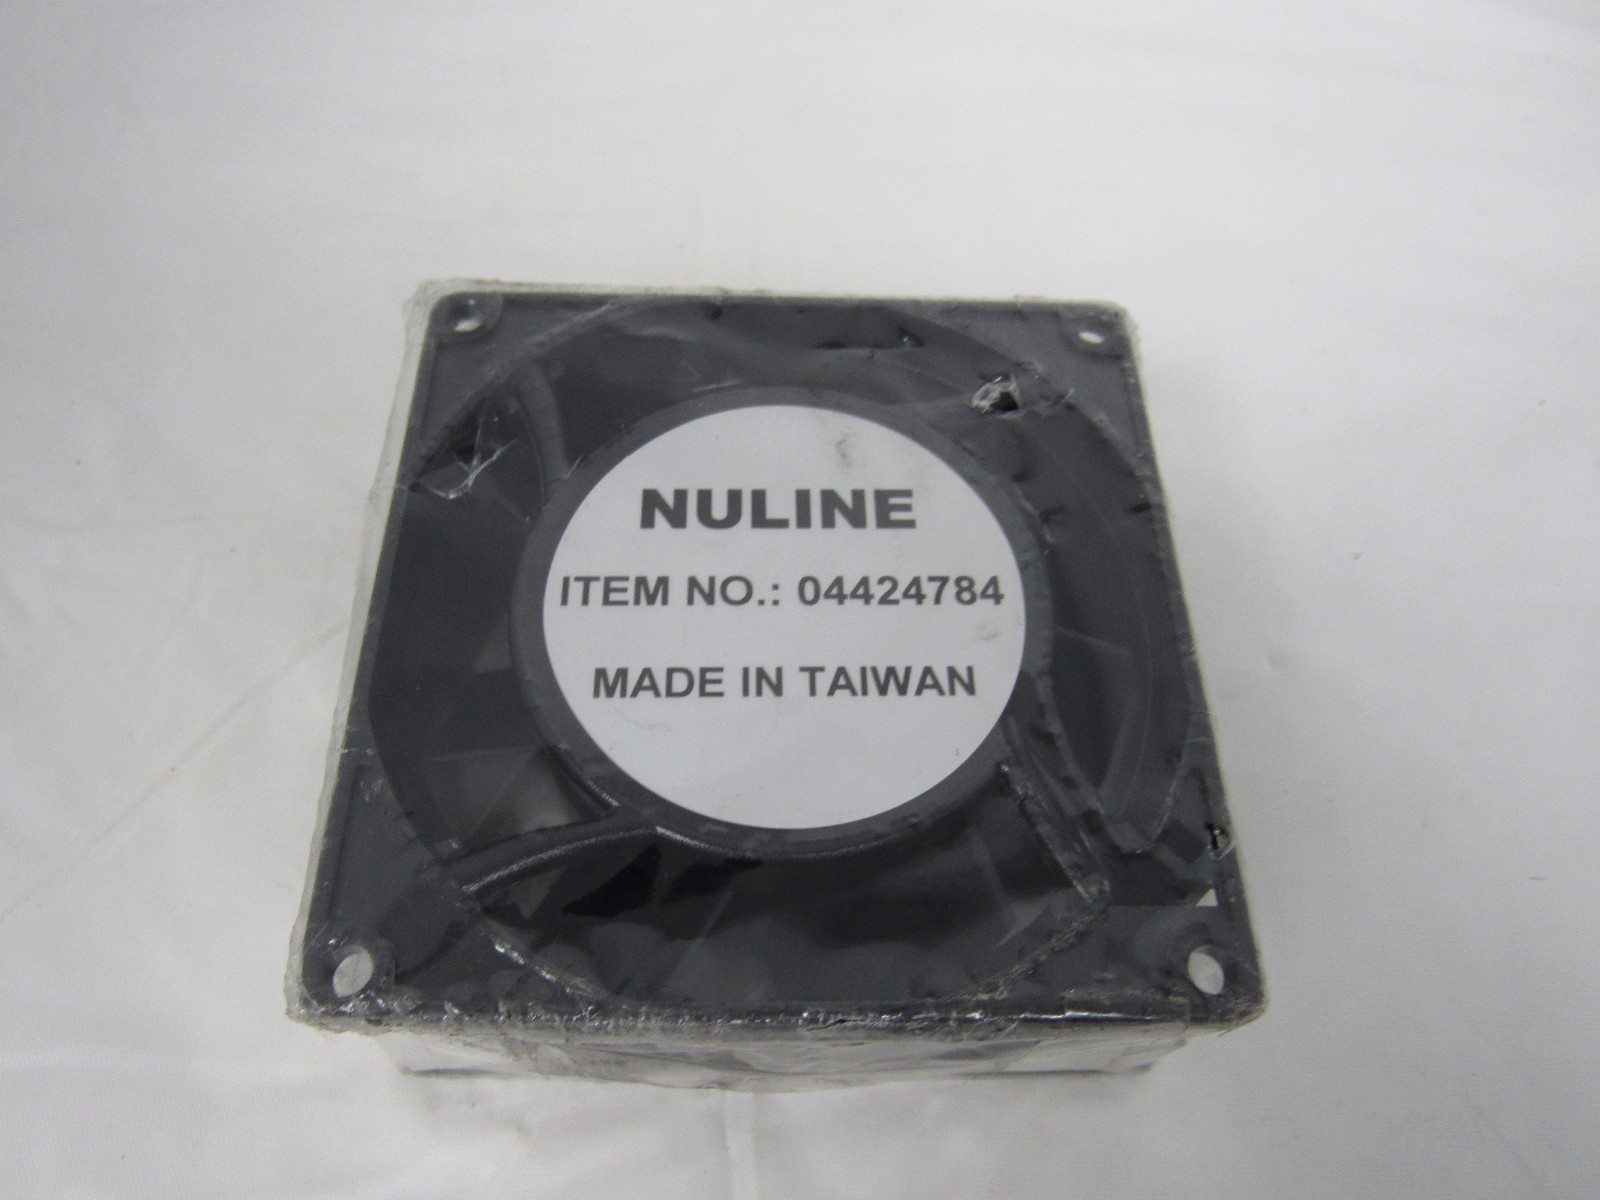 NULINE
ITEM NO.: 04424784
MADE IN TAIWAN